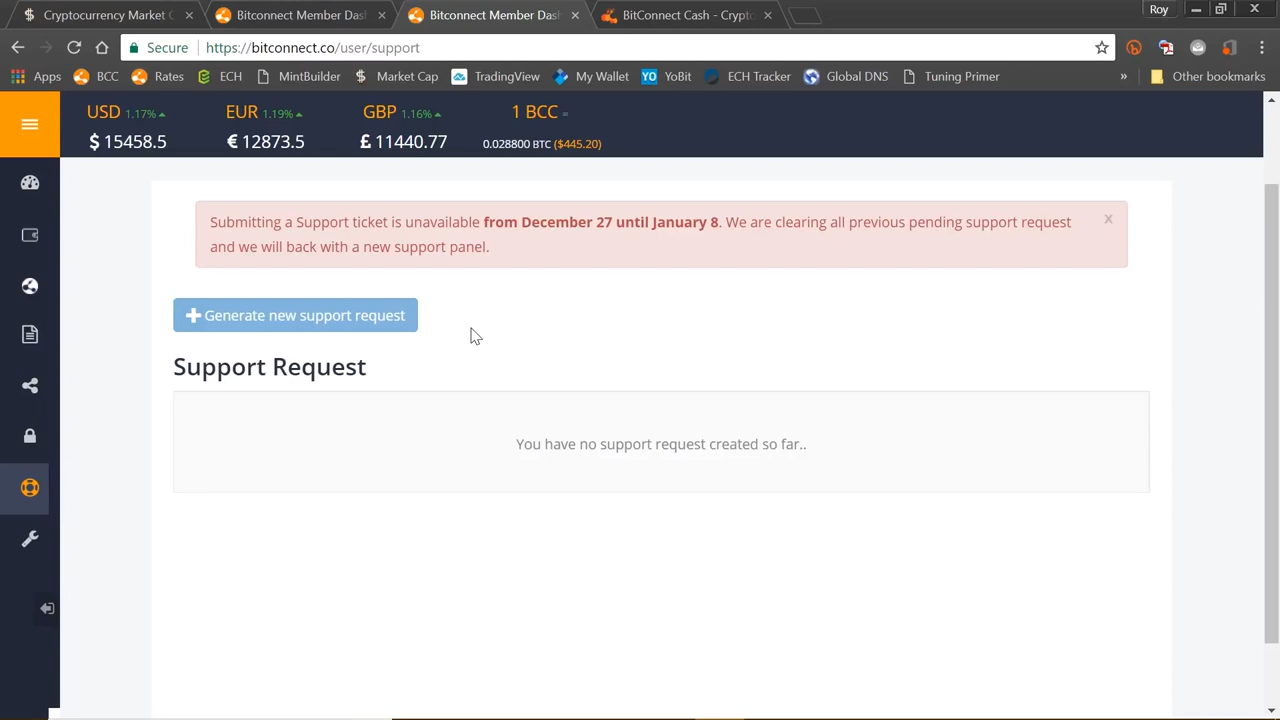 Cryptocurrency Market C
Bitconnect Member Dash
Bitconnect Member Dash
BitConnect Cash - Crypto
Roy
Secure
https://bitconnect.co/user/support
Apps
BCC
Rates
ECH
MintBuilder
Market Cap
TradingView
My Wallet
YO YoBit
ECH Tracker
Global DNS
Tuning Primer
»
Other bookmarks
USD 1.17%
EUR 1.19%
GBP 1.16%
1 BCC =
$ 15458.5
€ 12873.5
£ 11440.77
0.028800 BTC ($445.20)
Submitting a Support ticket is unavailable from December 27 until January 8. We are clearing all previous pending support request
and we will back with a new support panel.
x
Generate new support request
Support Request
You have no support request created so far..